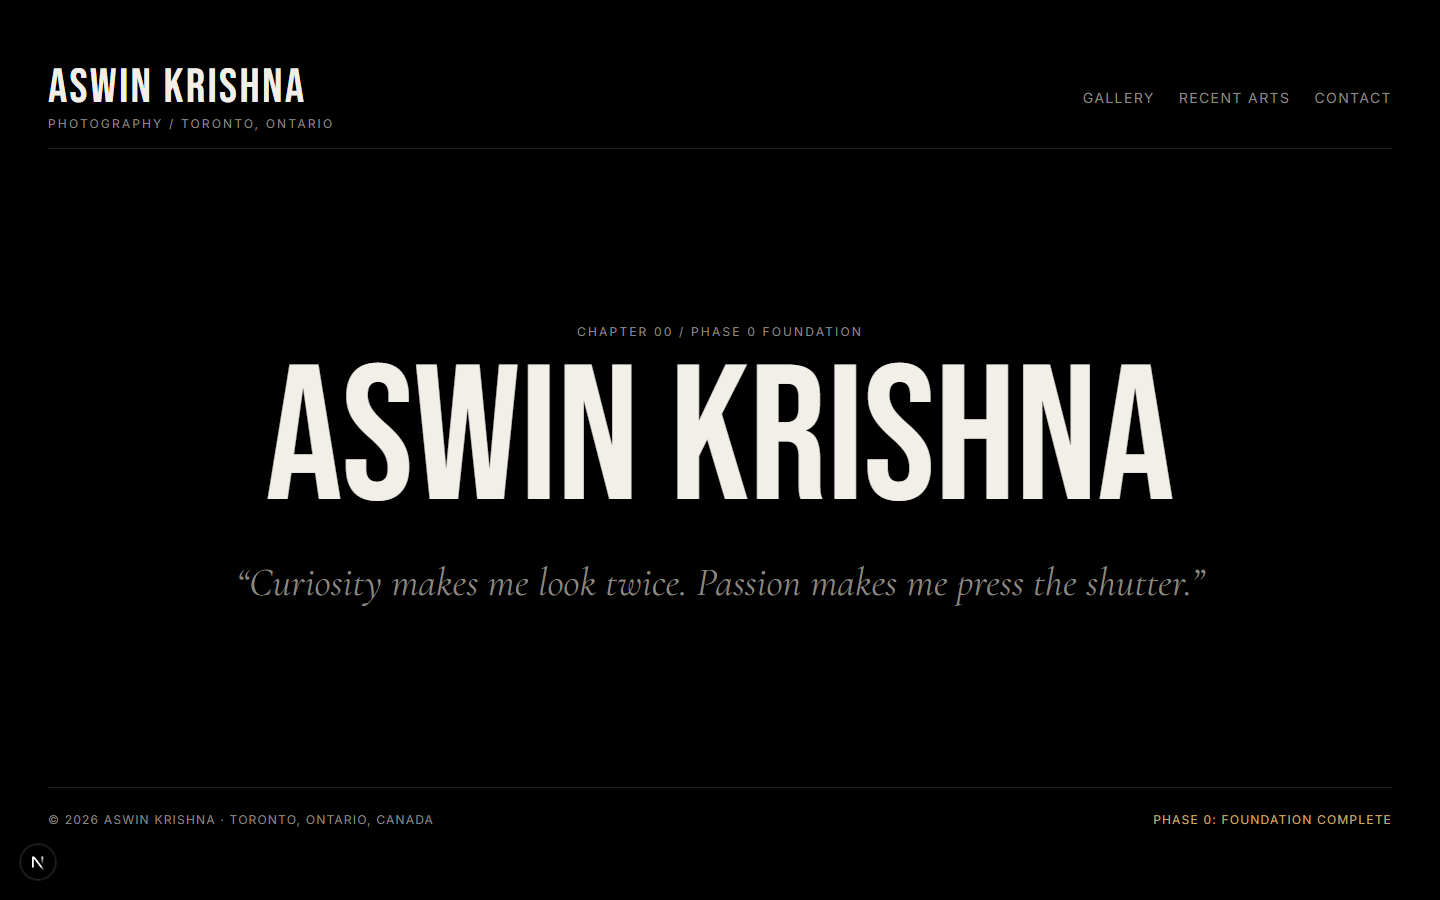 ASWIN KRISHNA
PHOTOGRAPHY / TORONTO, ONTARIO
GALLERY RECENT ARTS CONTACT
CHAPTER 00 / PHASE 0 FOUNDATION
ASWIN KRISHNA
“Curiosity makes me look twice. Passion makes me press the shutter.”
© 2026 ASWIN KRISHNA · TORONTO, ONTARIO, CANADA
PHASE 0: FOUNDATION COMPLETE
N